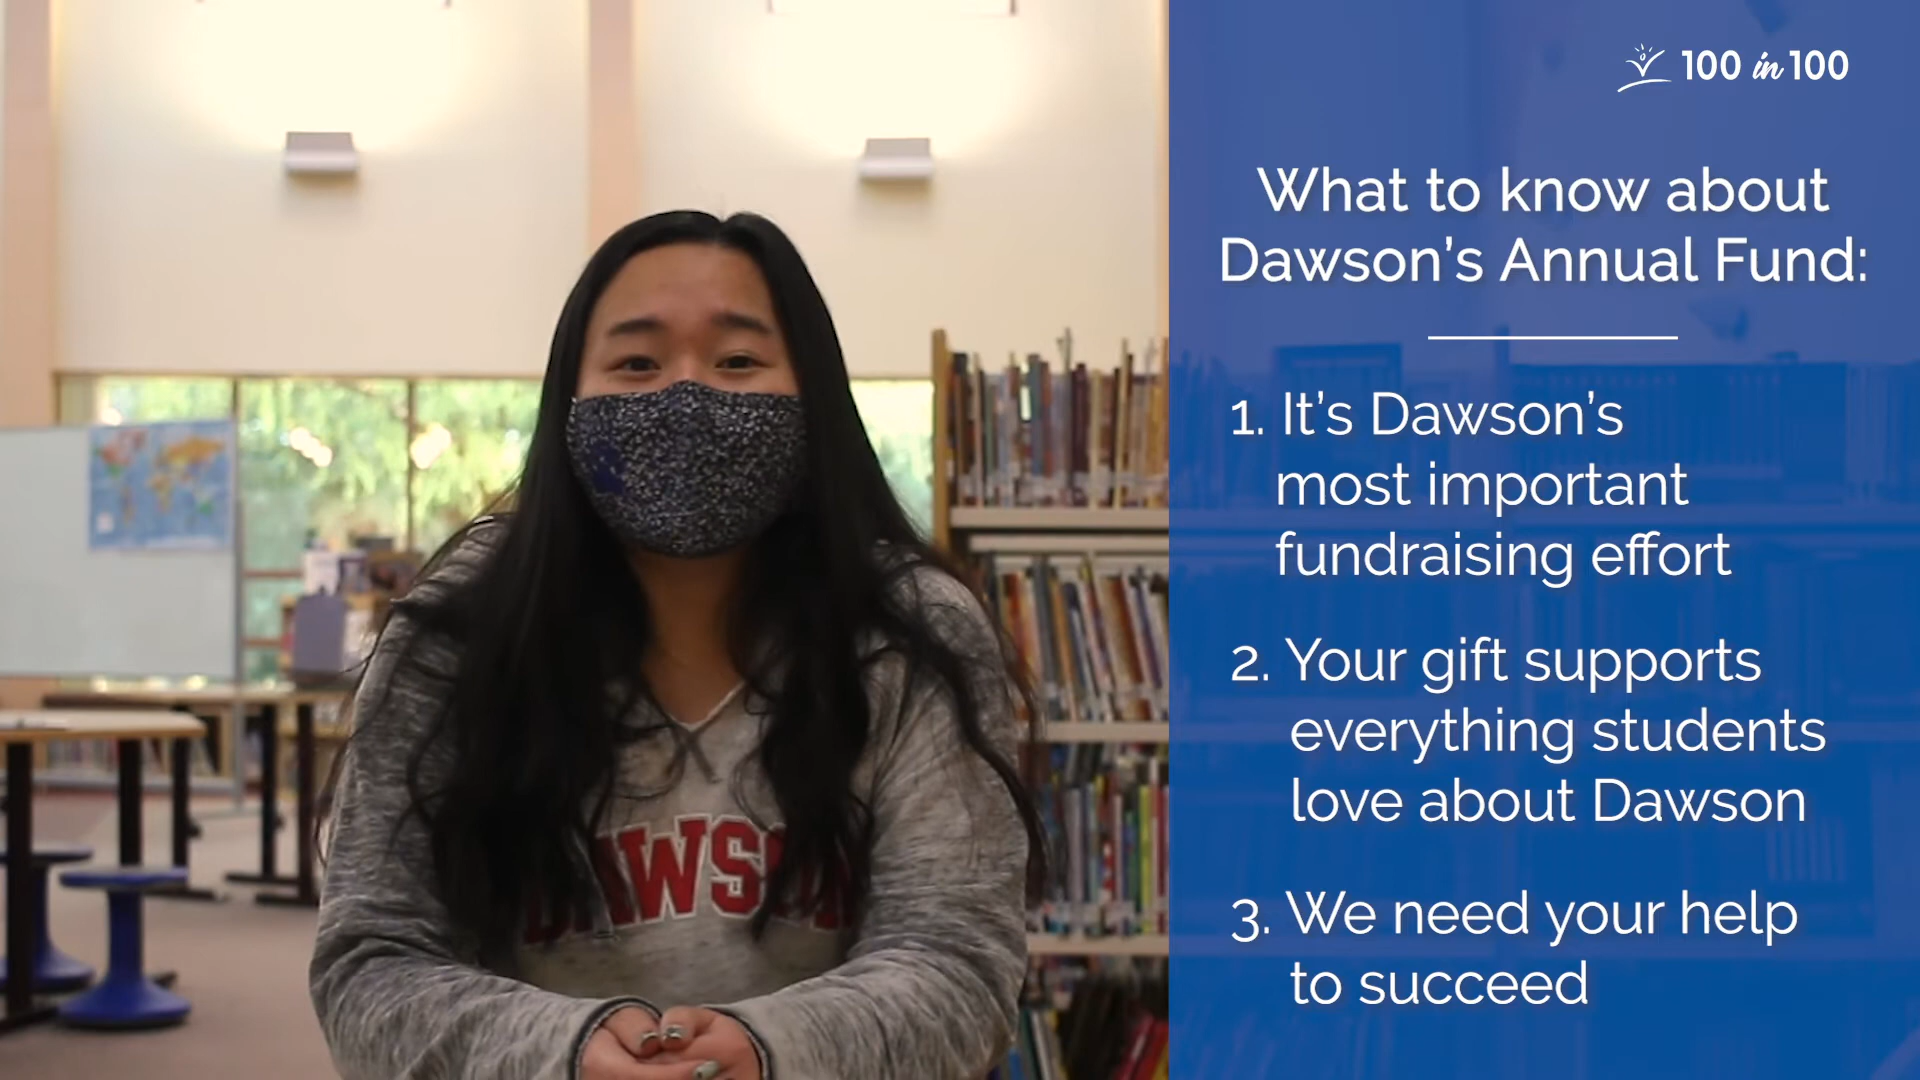 100 in 100
What to know about
Dawson's Annual Fund:
1. It's Dawson's
most important
fundraising effort
2. Your gift supports
everything students
love about Dawson
3. We need your help
to succeed
DAWSON